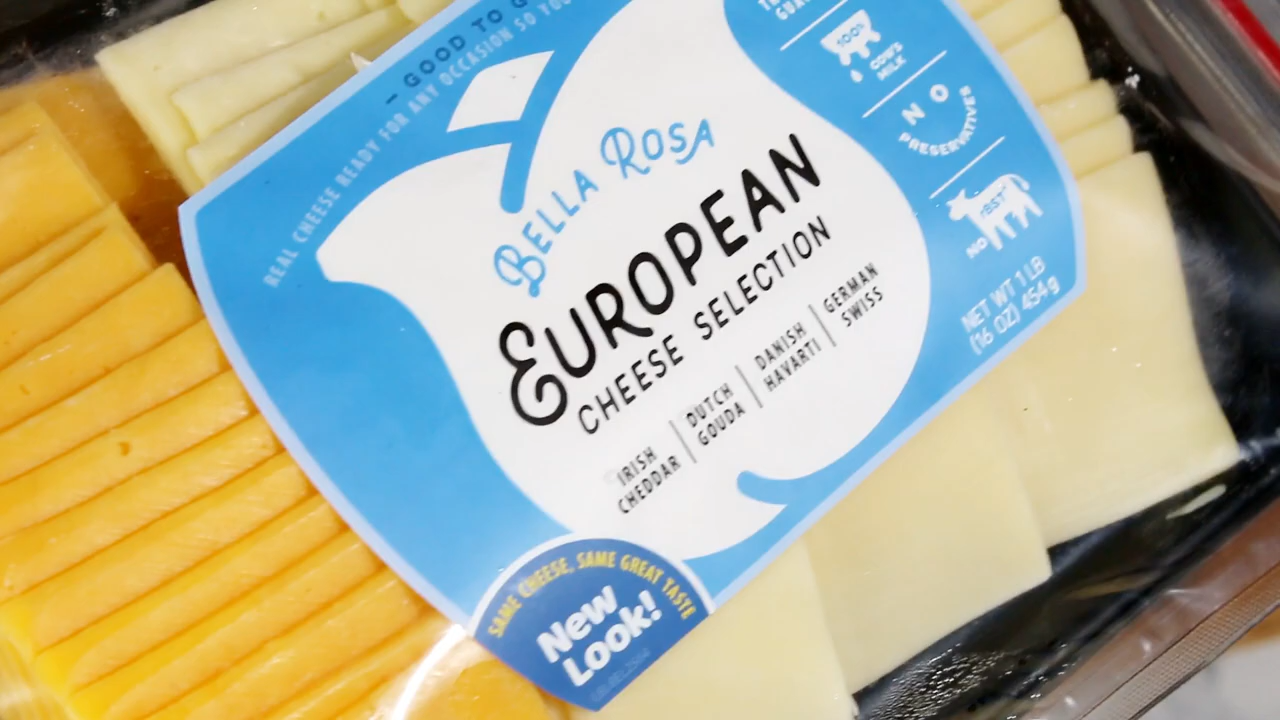 — GOOD TO
REAL CHEESE READY FOR ANY OCCASION SO YOU
BELLA ROSA
EUROPEAN
CHEESE SELECTION
IRISH
CHEDDAR
DUTCH
GOUDA
DANISH
HAVARTI
GERMAN
SWISS
100%
COW'S
MILK
NO
PRESERVATIVES
NO
rBST
NET WT 1 LB
(16 OZ) 454g
SAME CHEESE, SAME GREAT TASTE
New
Look!